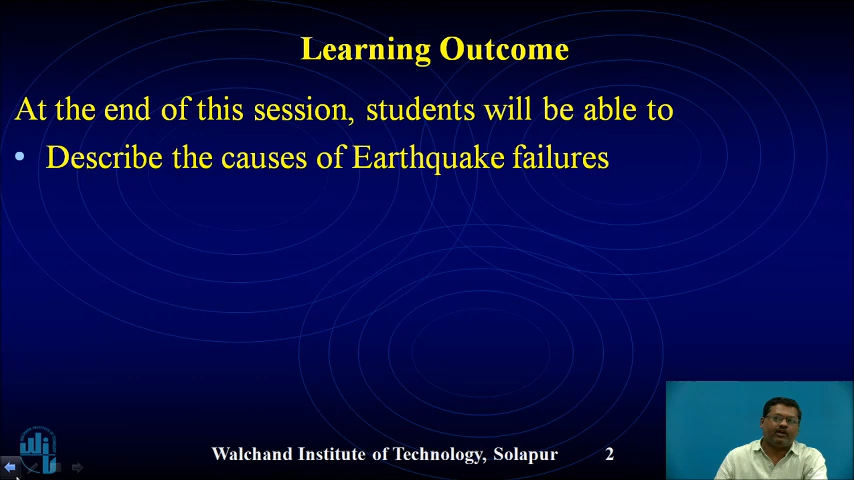 Learning Outcome
At the end of this session, students will be able to
• Describe the causes of Earthquake failures
Walchand Institute of Technology, Solapur 2